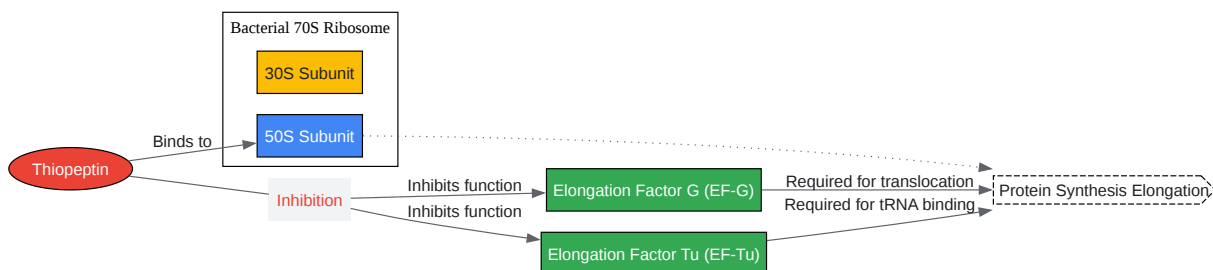 Bacterial 70S Ribosome
30S Subunit
50S Subunit
Binds to
Thiopeptin
Inhibition
Inhibits function
Inhibits function
Elongation Factor G (EF-G)
Elongation Factor Tu (EF-Tu)
Required for translocation
Required for tRNA binding
Protein Synthesis Elongation